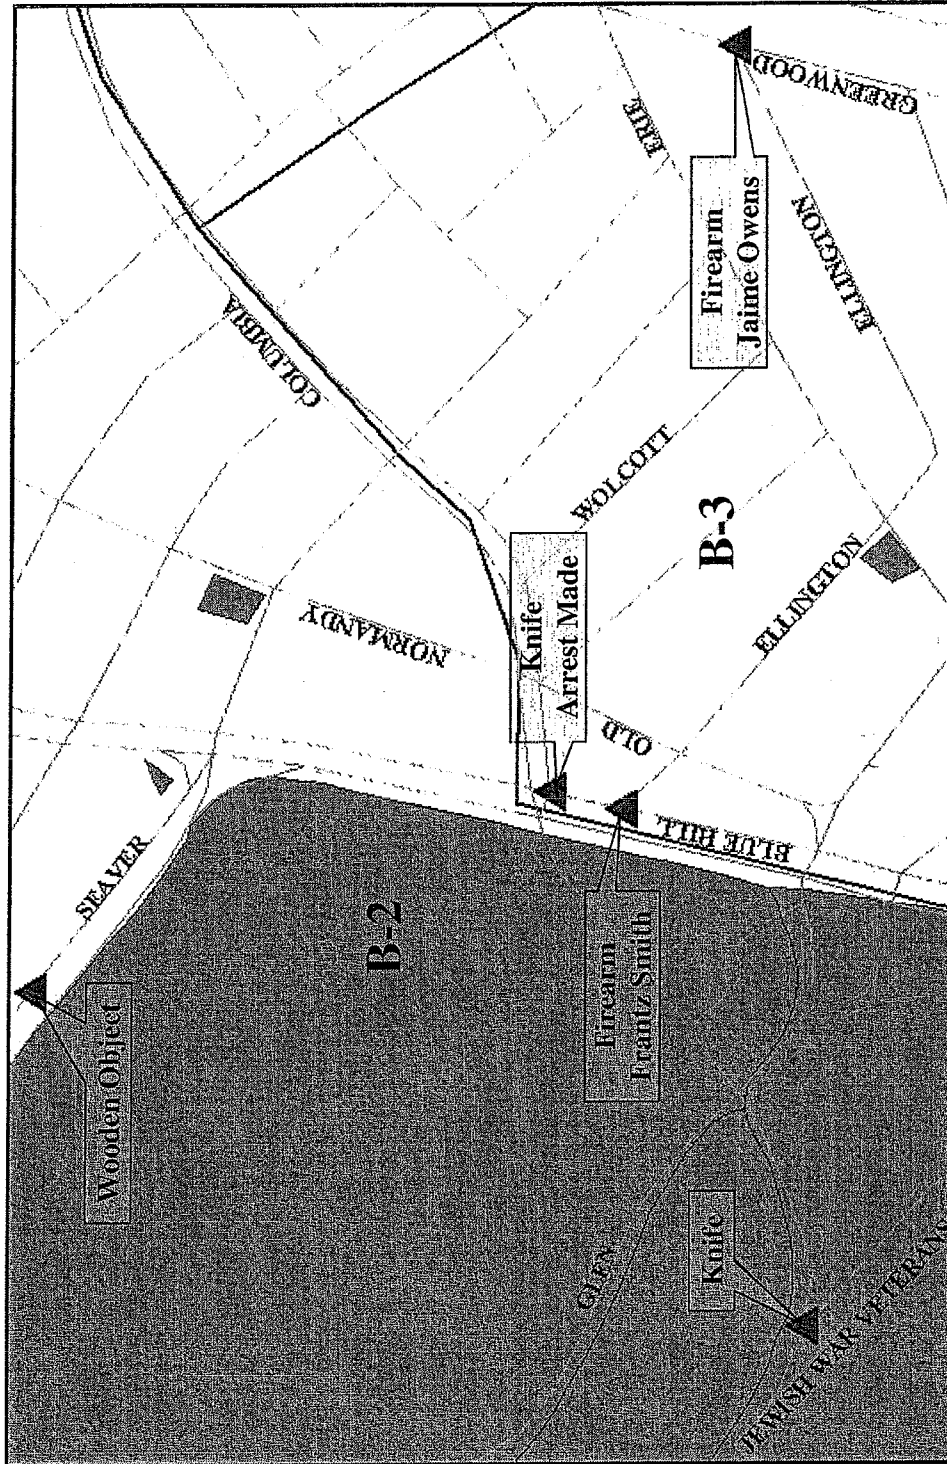 Wooden Object
SEAVER
B-2
NORMANDY
COLUMBIA
Knife
Arrest Made
WOLCOTT
OLD
Firearm
Frantz Smith
BLUE HILL
ELLINGTON
B-3
ERIE
Firearm
Jaime Owens
GREENWOOD
ELLINGTON
GLEN
Knife
JEWISH WAR VETERANS